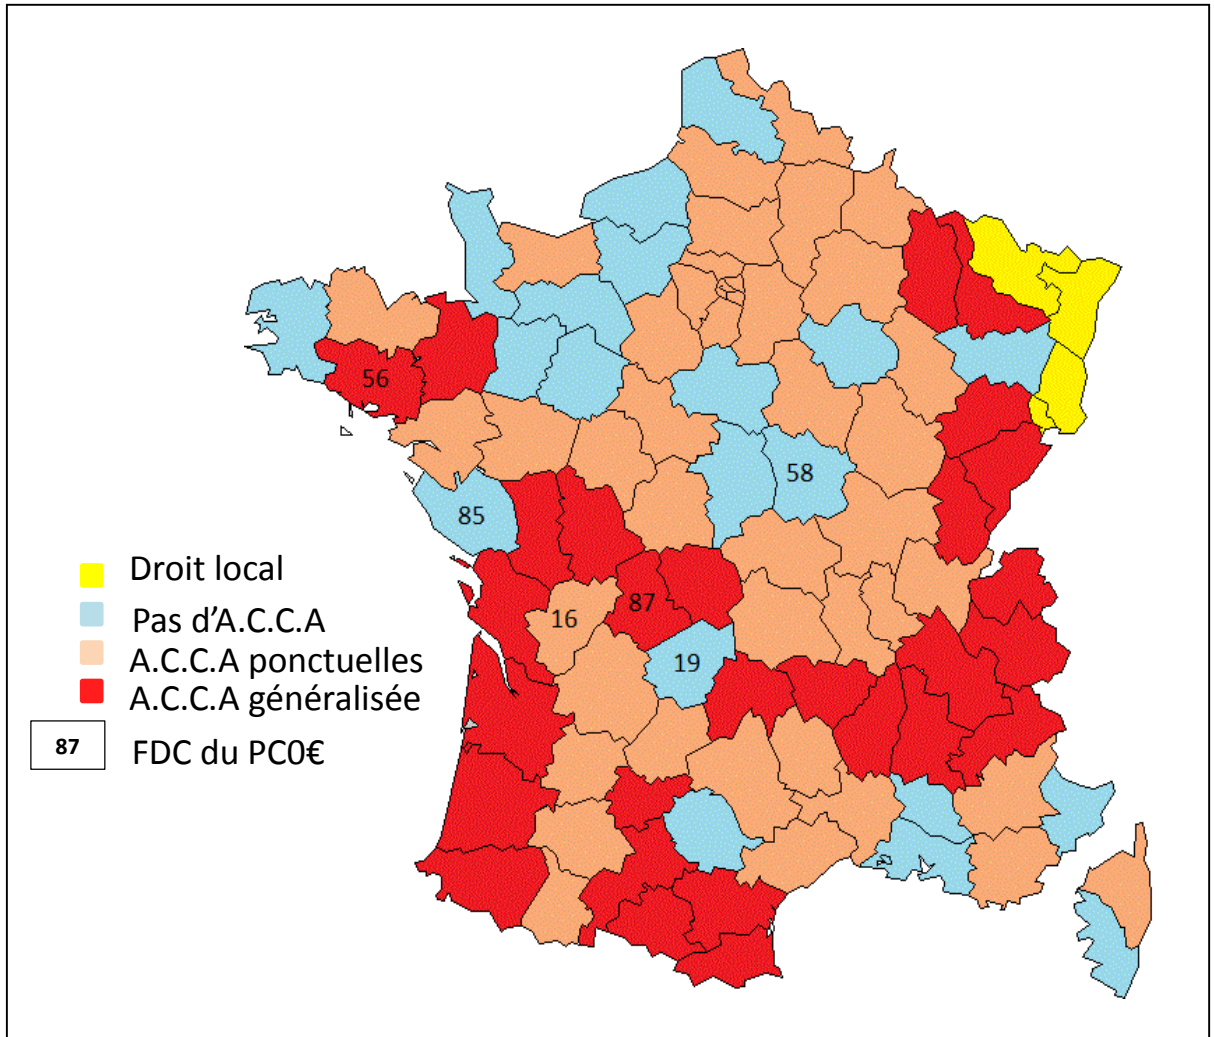 56
58
85
87
16
19
Droit local
Pas d’A.C.C.A
A.C.C.A ponctuelles
A.C.C.A généralisée
87 FDC du PC0€